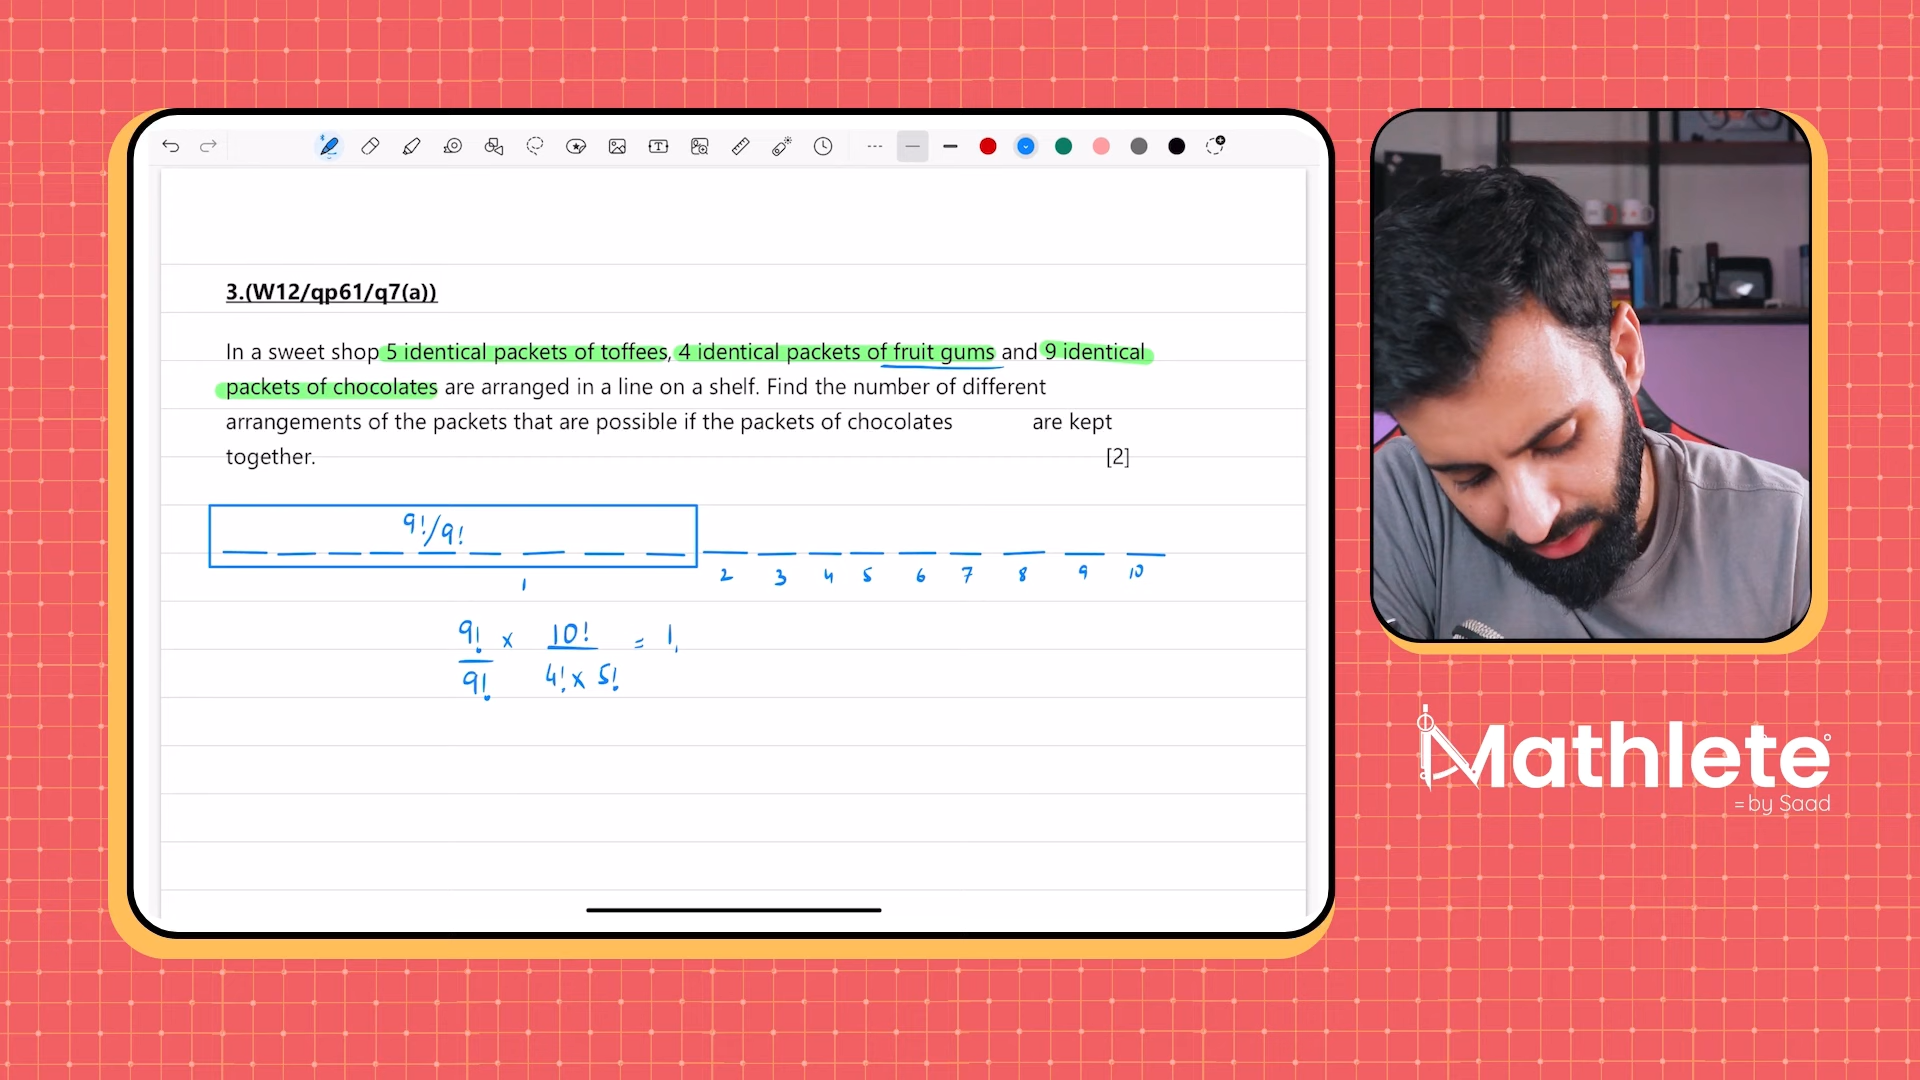 3.(W12/qp61/q7(a))
In a sweet shop 5 identical packets of toffees, 4 identical packets of fruit gums and 9 identical
packets of chocolates are arranged in a line on a shelf. Find the number of different
arrangements of the packets that are possible if the packets of chocolates are kept
together. [2]
9!/9!
1 2 3 4 5 6 7 8 9 10
9!/9! × 10!/(4! × 5!) = 1,
Mathlete
=by Saad